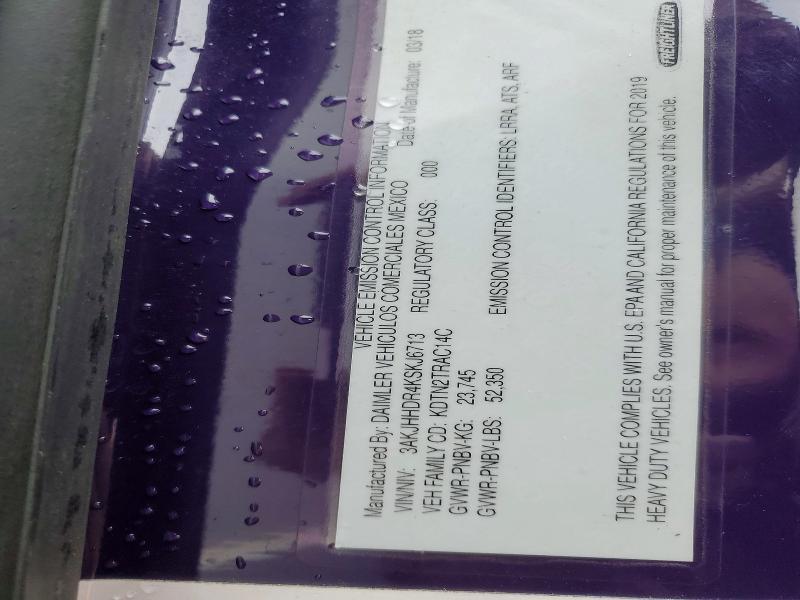 VEHICLE EMISSION CONTROL INFORMATION
Manufactured By: DAIMLER VEHICULOS COMERCIALES MEXICO Date of Manufacture: 03/18
VIN/NIV: 3AKJHHDR4KSKJ6713 REGULATORY CLASS. 000
VEH FAMILY CD: KDTN2TRAC14C
GVWR-PNBV-KG: 23,745
GVWR-PNBV-LBS: 52,350 EMISSION CONTROL IDENTIFIERS: LRRA, ATS, ARF
THIS VEHICLE COMPLIES WITH U.S. EPA AND CALIFORNIA REGULATIONS FOR 2019
HEAVY DUTY VEHICLES. See owner's manual for proper maintenance of this vehicle.
FREIGHTLINER